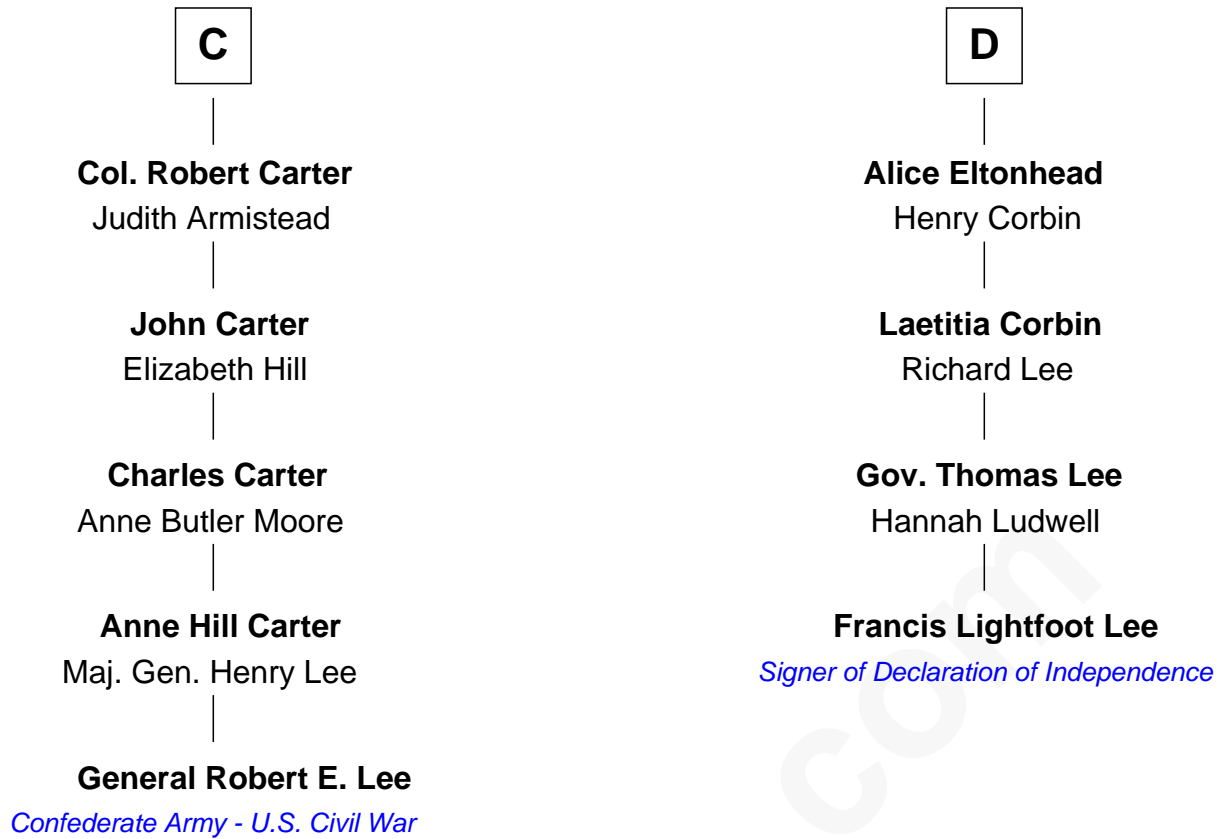 C
Col. Robert Carter
Judith Armistead
John Carter
Elizabeth Hill
Charles Carter
Anne Butler Moore
Anne Hill Carter
Maj. Gen. Henry Lee
General Robert E. Lee
Confederate Army - U.S. Civil War
D
Alice Eltonhead
Henry Corbin
Laetitia Corbin
Richard Lee
Gov. Thomas Lee
Hannah Ludwell
Francis Lightfoot Lee
Signer of Declaration of Independence
com